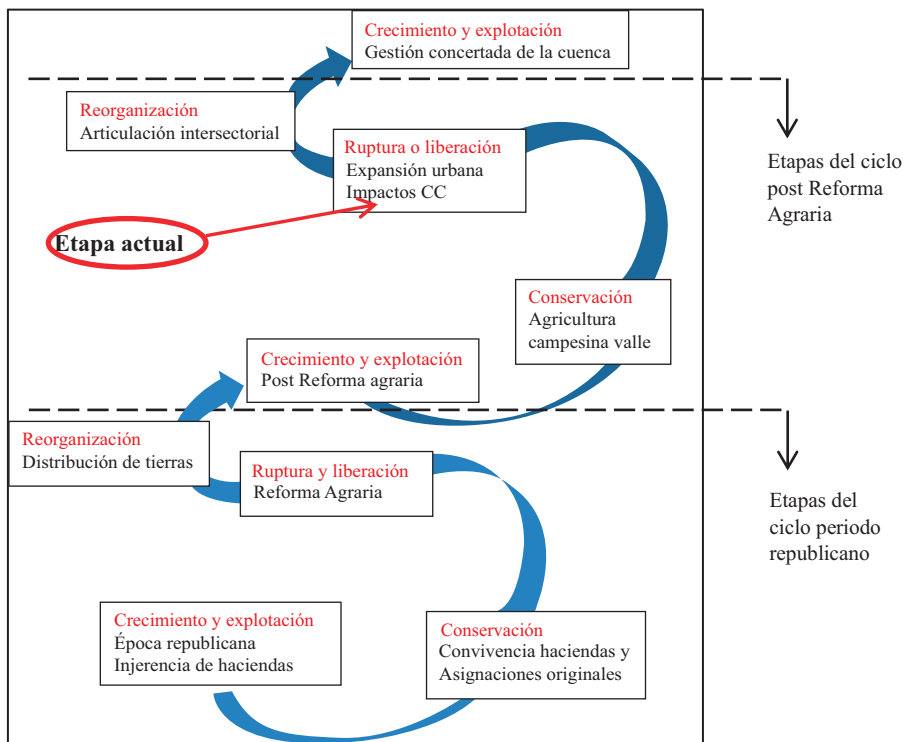 Crecimiento y explotación
Gestión concertada de la cuenca
Reorganización
Articulación intersectorial
Ruptura o liberación
Expansión urbana
Impactos CC
Etapas del ciclo
post Reforma
Agraria
Etapa actual
Conservación
Agricultura
campesina valle
Crecimiento y explotación
Post Reforma agraria
Reorganización
Distribución de tierras
Ruptura y liberación
Reforma Agraria
Etapas del
ciclo periodo
republicano
Crecimiento y explotación
Época republicana
Injerencia de haciendas
Conservación
Convivencia haciendas y
Asignaciones originales